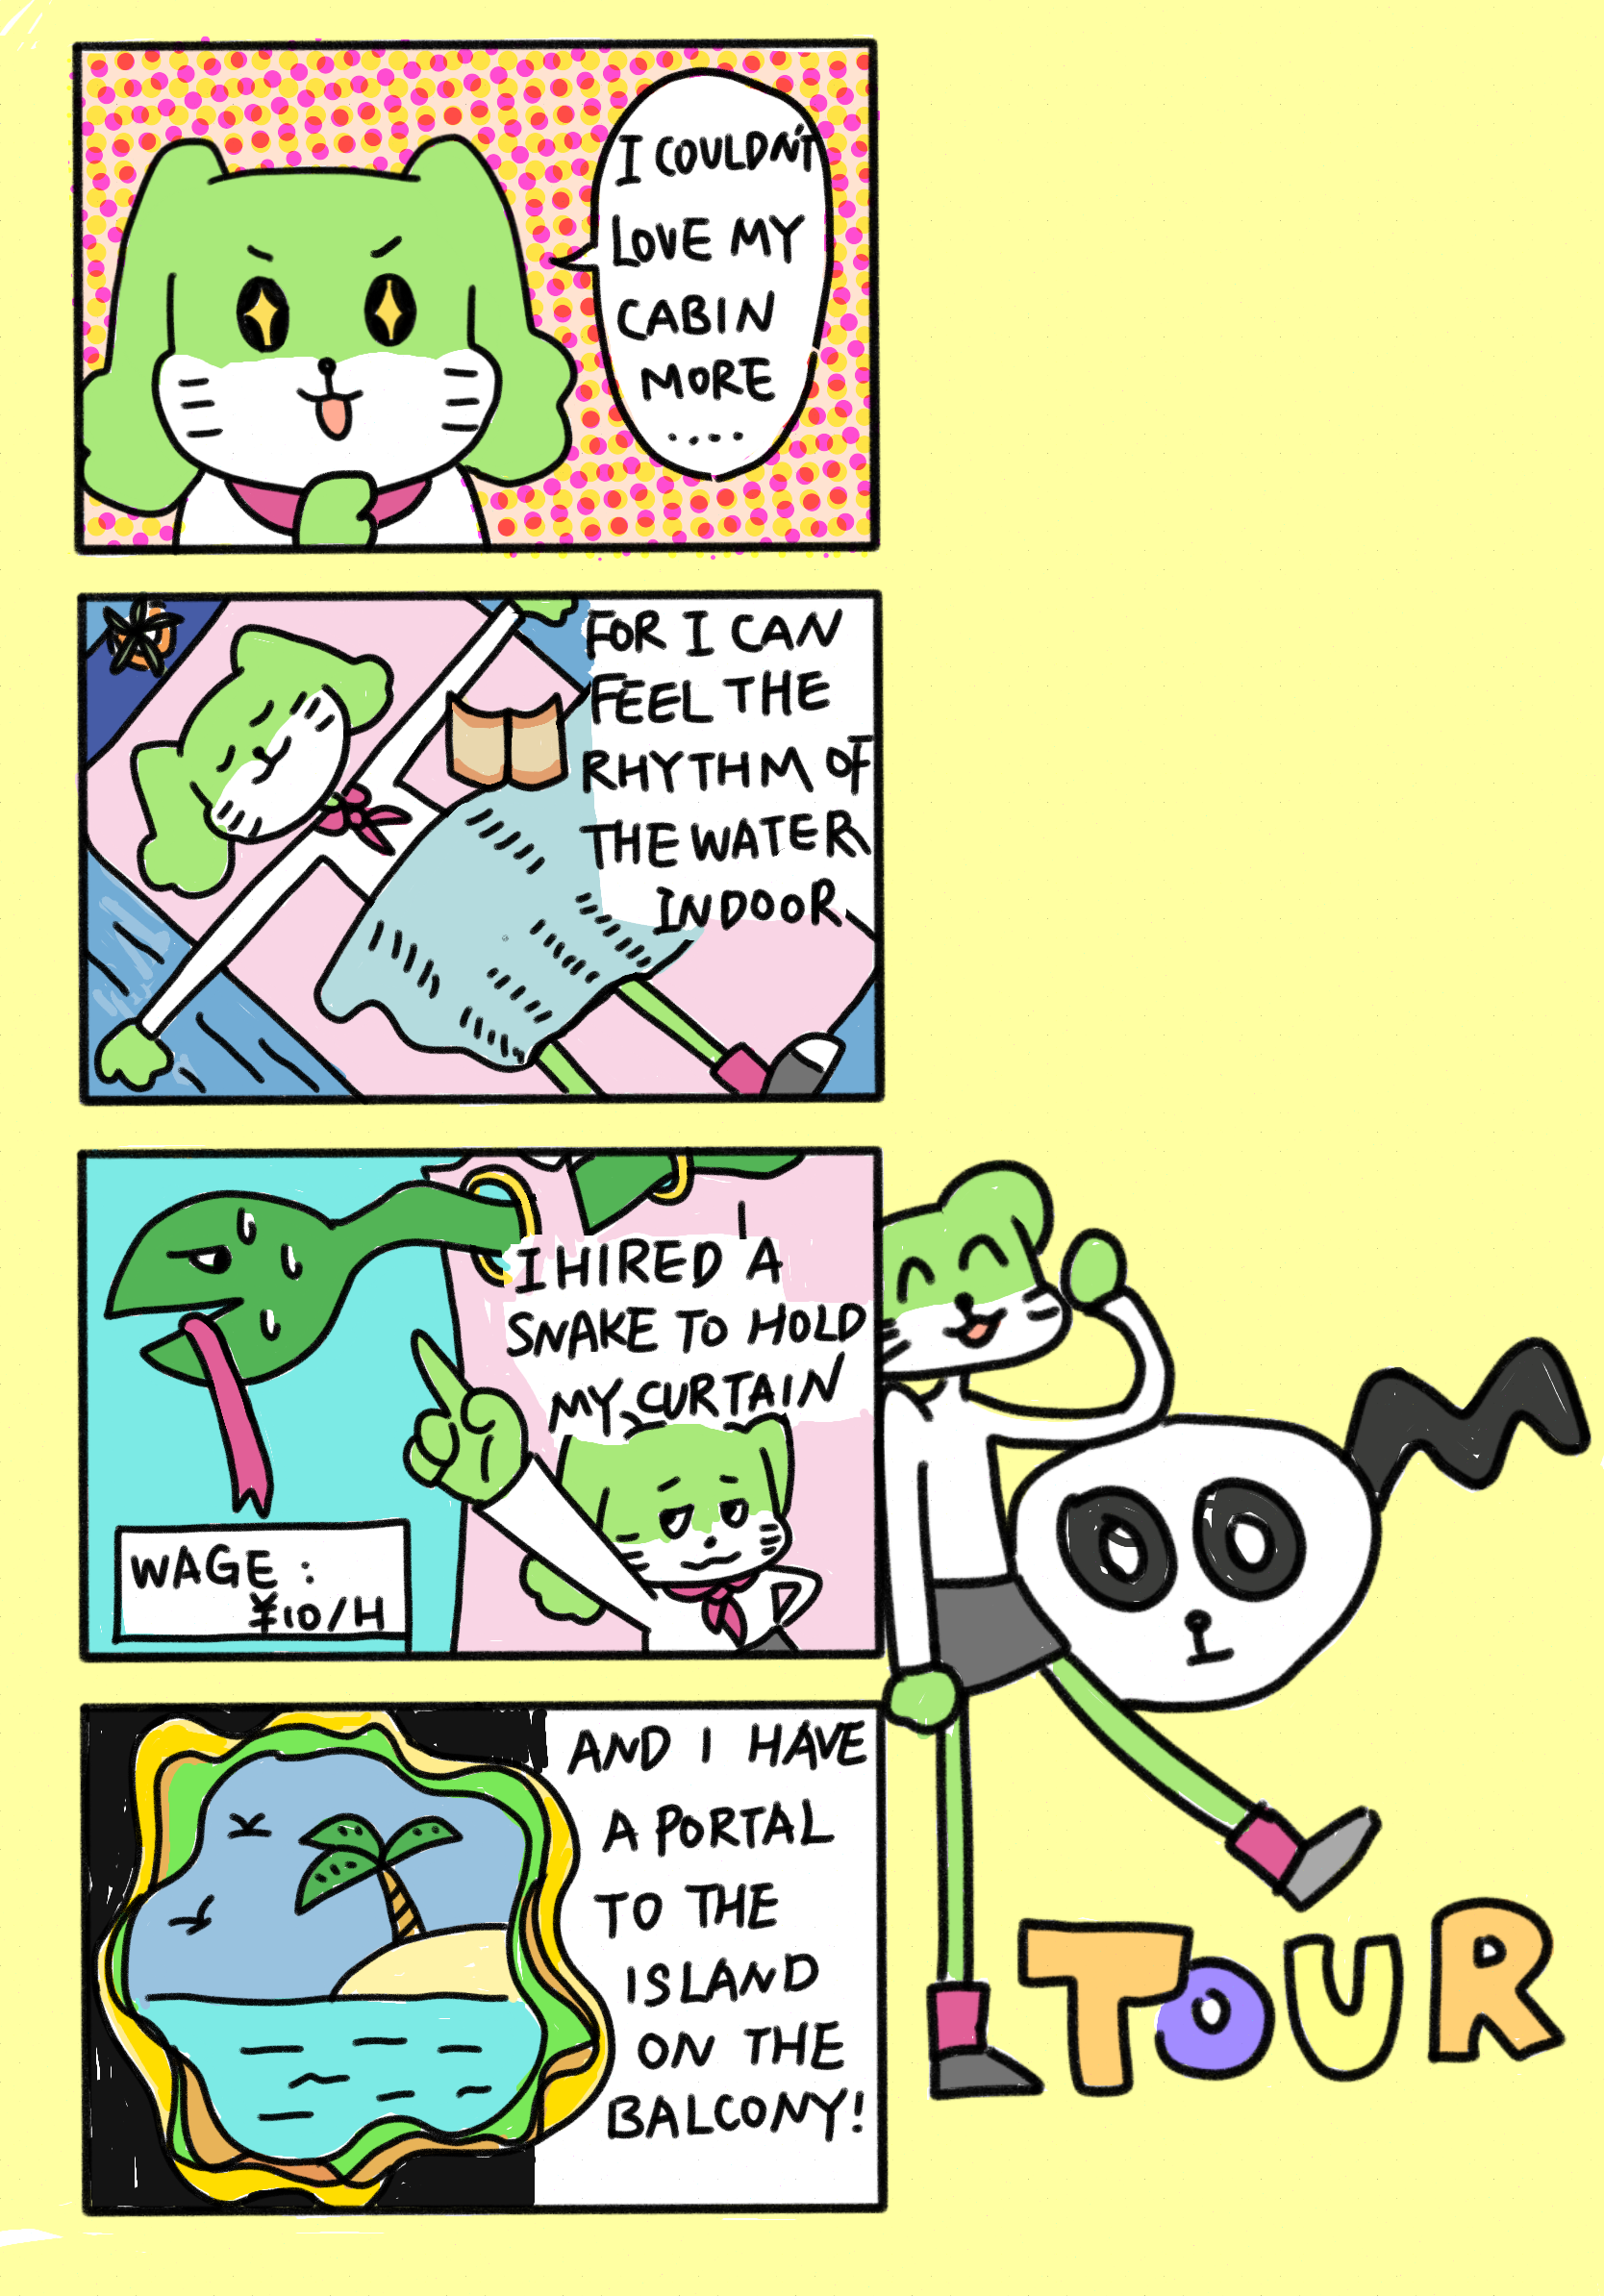 I COULDN'T
LOVE MY
CABIN
MORE
....
FOR I CAN
FEEL THE
RHYTHM OF
THE WATER
INDOOR
I HIRED A
SNAKE TO HOLD
MY CURTAIN
WAGE :
¥10/H
AND I HAVE
A PORTAL
TO THE
ISLAND
ON THE
BALCONY!
TOUR